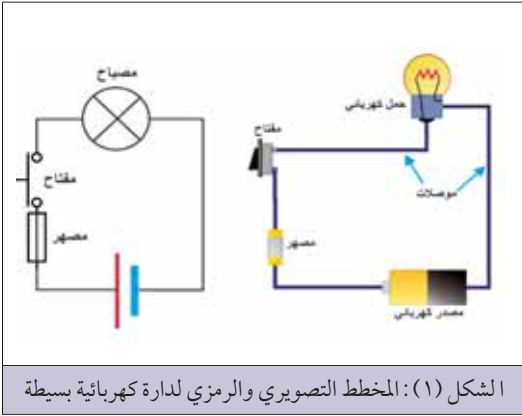 مصباح
مفتاح
مصهر
حمل كهربائي
مفتاح
موصلات
مصهر
مصدر كهربائي
الشكل (١): المخطط التصويري والرمزي لدارة كهربائية بسيطة